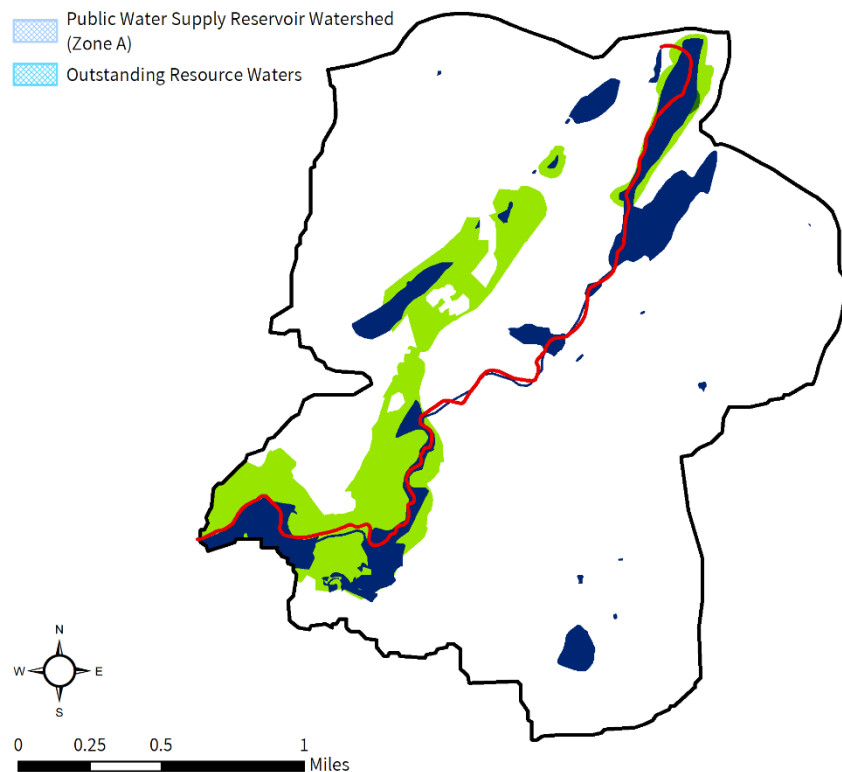 Public Water Supply Reservoir Watershed
(Zone A)
Outstanding Resource Waters
N
W E
S
0 0.25 0.5 1
Miles